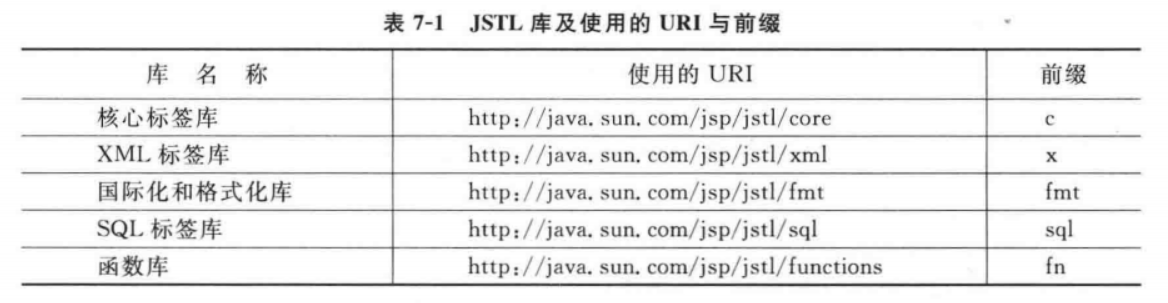 表 7-1 JSTL 库及使用的 URI 与前缀
库 名 称 使用的 URI 前缀
核心标签库 http://java.sun.com/jsp/jstl/core c
XML 标签库 http://java.sun.com/jsp/jstl/xml x
国际化和格式化库 http://java.sun.com/jsp/jstl/fmt fmt
SQL 标签库 http://java.sun.com/jsp/jstl/sql sql
函数库 http://java.sun.com/jsp/jstl/functions fn